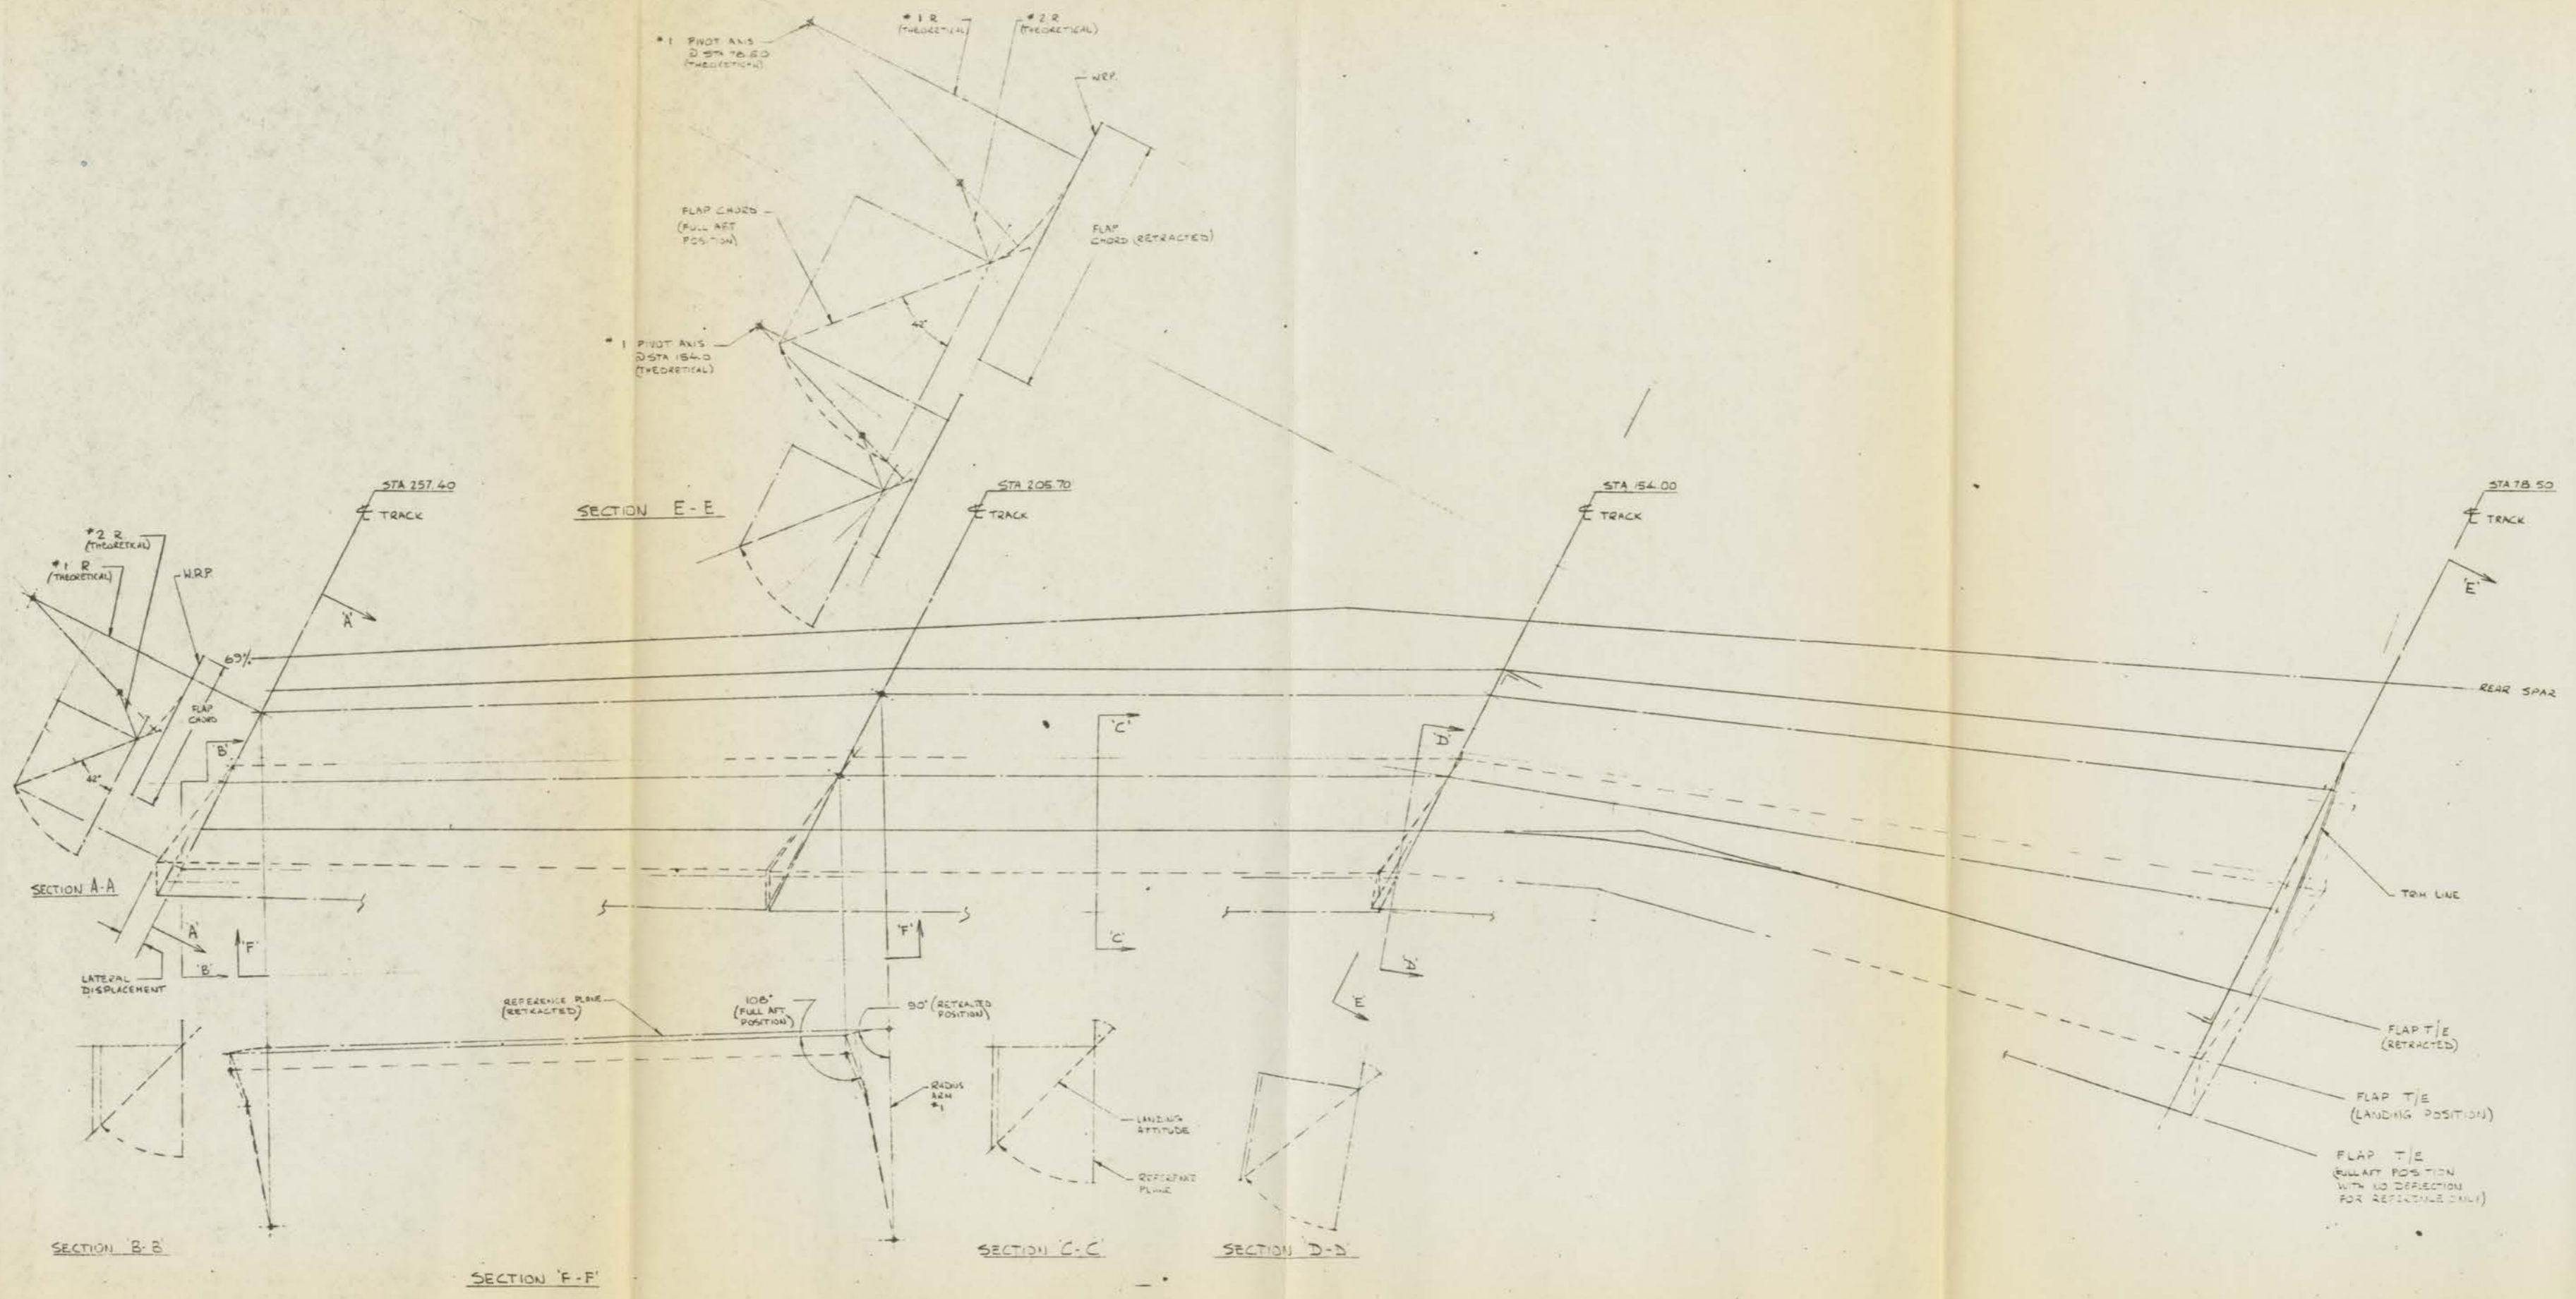 #1 PIVOT AXIS
@ STA 78.50
(THEORETICAL)
#1 R
(THEORETICAL)
#2 R
(THEORETICAL)
W.R.P.
FLAP CHORD
(FULL AFT
POSITION)
FLAP
CHORD (RETRACTED)
42°
#1 PIVOT AXIS
@ STA 154.0
(THEORETICAL)
SECTION E-E
STA 257.40
℄ TRACK
STA 205.70
℄ TRACK
STA 154.00
℄ TRACK
STA 78.50
℄ TRACK
#2 R
(THEORETICAL)
#1 R
(THEORETICAL)
W.R.P.
'A'
'E'
69%
FLAP
CHORD
REAR SPAR
'B'
'C'
'D'
42°
SECTION A-A
TRIM LINE
'A'
'F'
'B'
'F'
'C'
'D'
LATERAL
DISPLACEMENT
REFERENCE PLANE
(RETRACTED)
108°
(FULL AFT
POSITION)
90° (RETRACTED
POSITION)
'E'
FLAP T/E
(RETRACTED)
RADIUS
ARM
#1
LANDING
ATTITUDE
FLAP T/E
(LANDING POSITION)
REFERENCE
PLANE
FLAP T/E
(FULL AFT POSITION
WITH NO DEFLECTION
FOR REFERENCE ONLY)
SECTION 'B-B'
SECTION 'C-C'
SECTION 'D-D'
SECTION 'F-F'